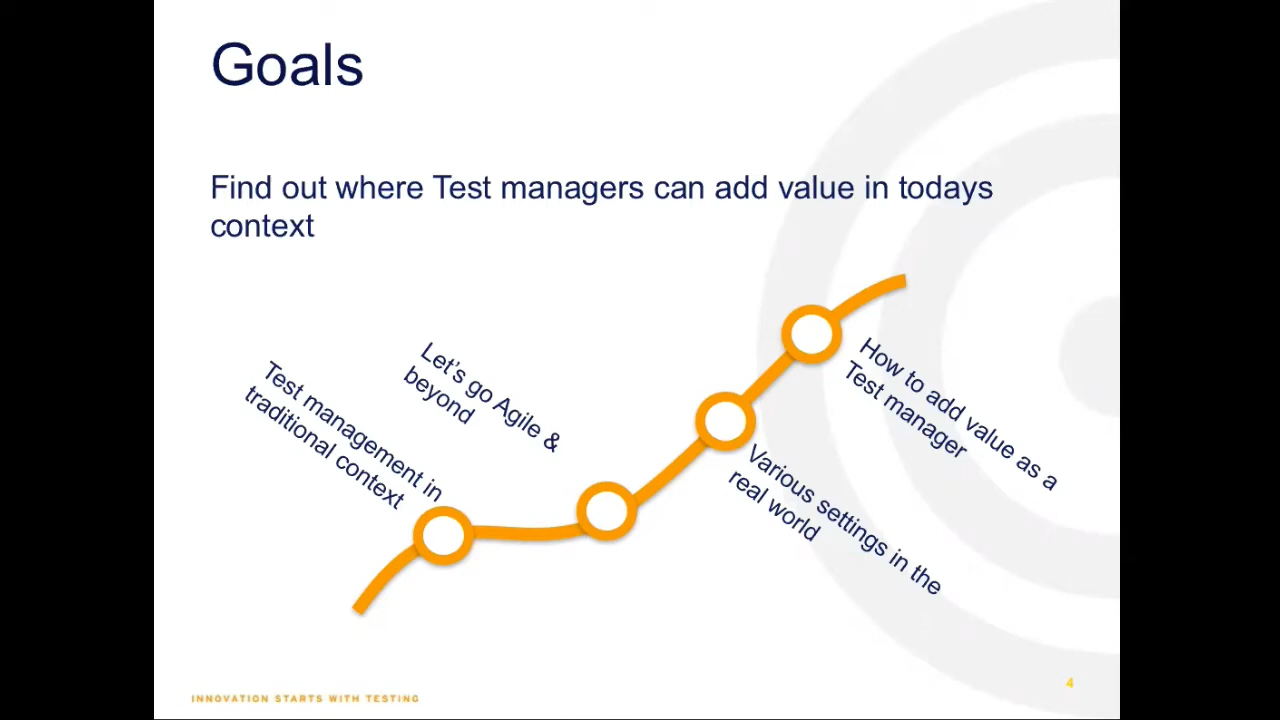 Goals
Find out where Test managers can add value in todays
context
Test management in
traditional context
Let's go Agile &
beyond
Various settings in the
real world
How to add value as a
Test manager
INNOVATION STARTS WITH TESTING
4